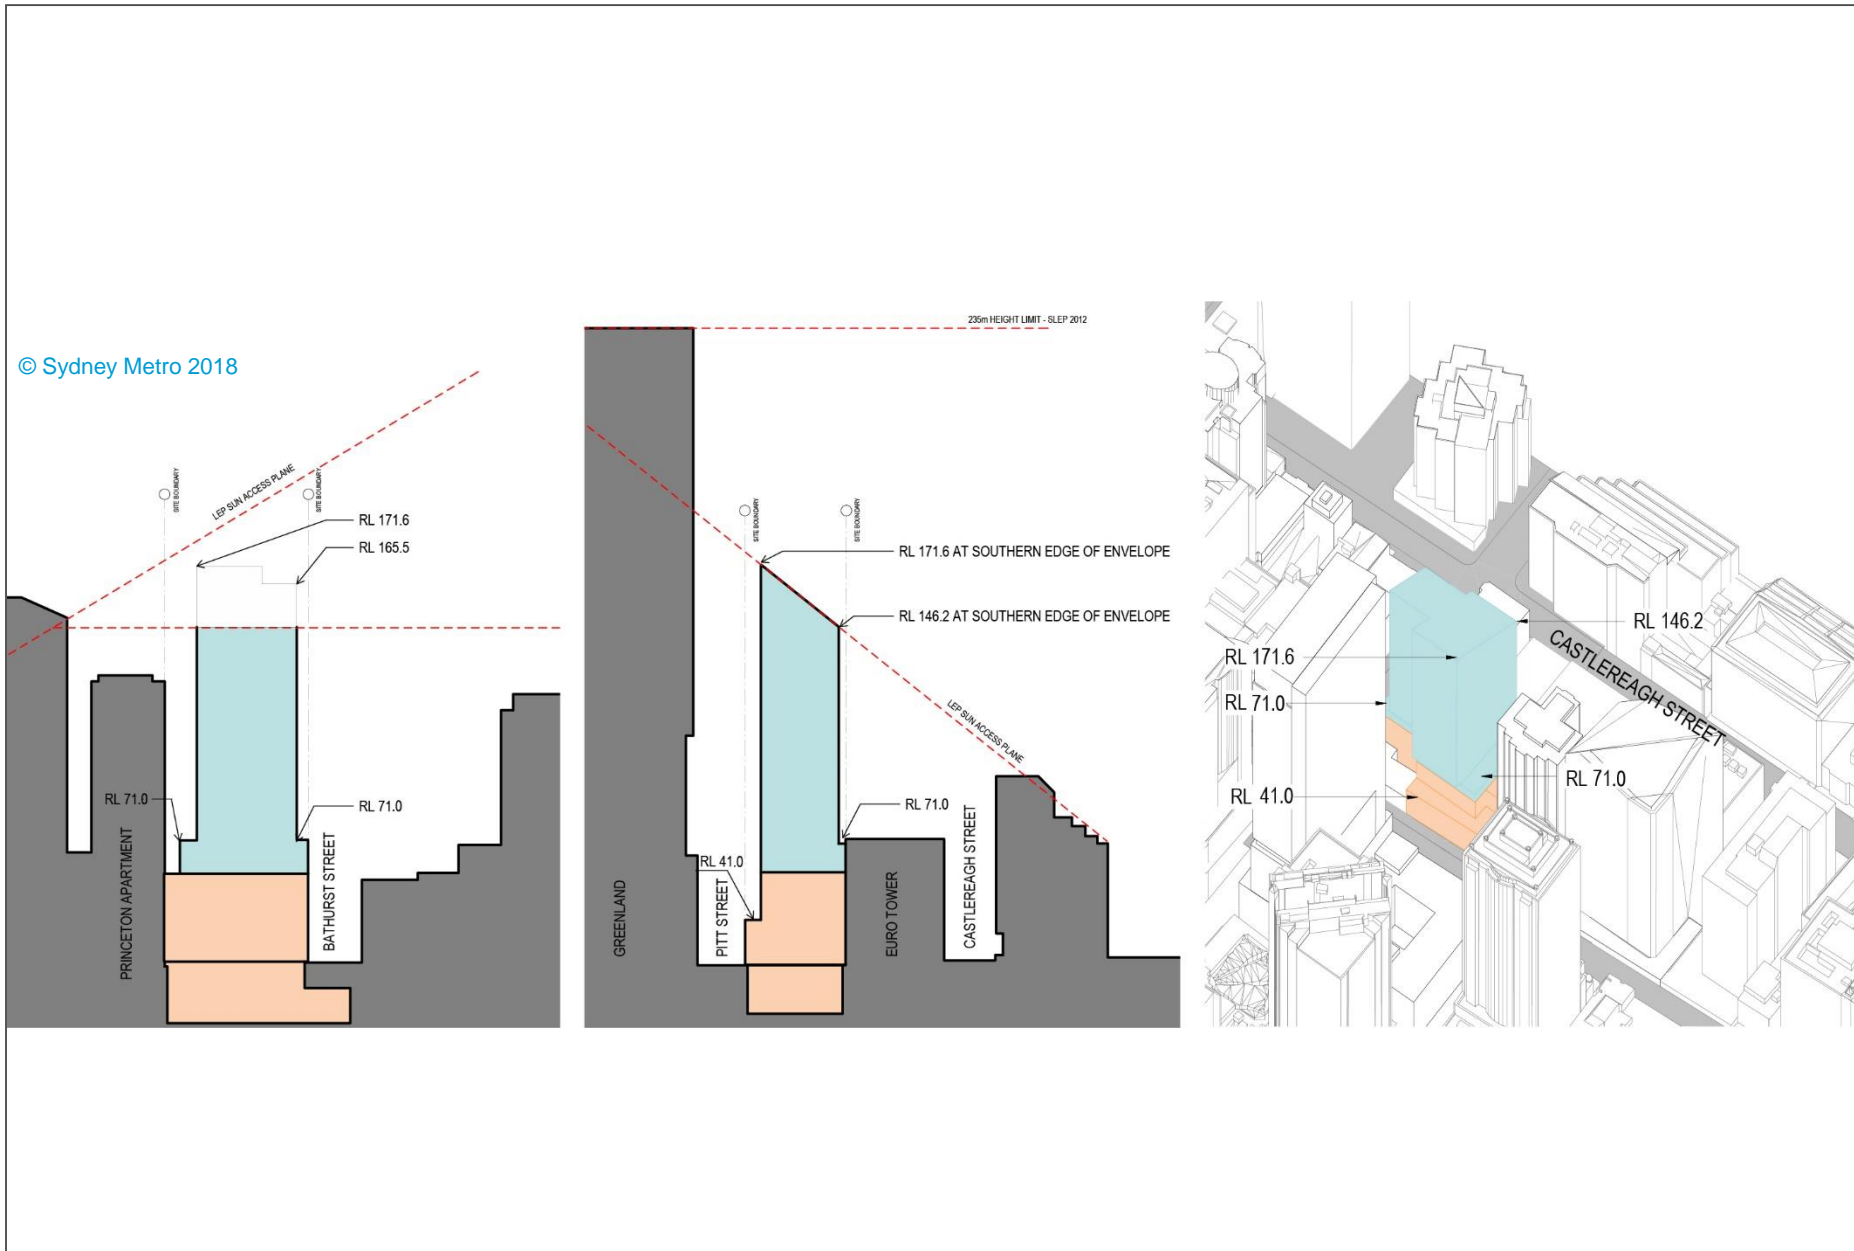 © Sydney Metro 2018
LEP SUN ACCESS PLANE
SITE BOUNDARY
SITE BOUNDARY
RL 171.6
RL 165.5
RL 71.0
RL 71.0
PRINCETON APARTMENT
BATHURST STREET
235m HEIGHT LIMIT - SLEP 2012
SITE BOUNDARY
SITE BOUNDARY
RL 171.6 AT SOUTHERN EDGE OF ENVELOPE
RL 146.2 AT SOUTHERN EDGE OF ENVELOPE
LEP SUN ACCESS PLANE
RL 71.0
RL 41.0
GREENLAND
PITT STREET
EURO TOWER
CASTLEREAGH STREET
RL 146.2
RL 171.6
CASTLEREAGH STREET
RL 71.0
RL 71.0
RL 41.0